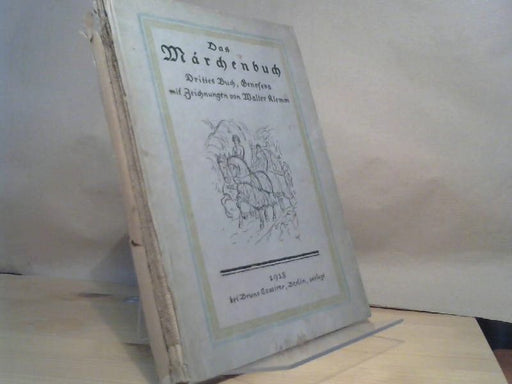 Das
Märchenbuch
Drittes Buch, Genofeva
mit Zeichnungen von Walter Klemm
1918
bei Bruno Cassirer, Berlin, verlegt